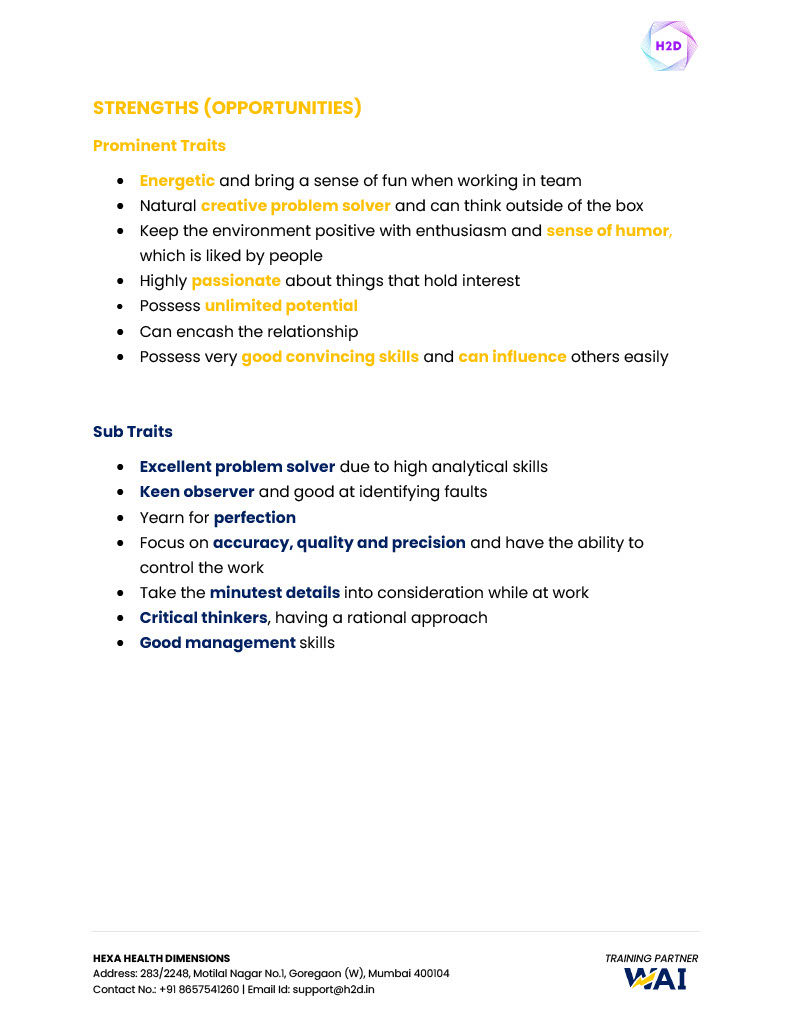 H2D
STRENGTHS (OPPORTUNITIES)
Prominent Traits
• Energetic and bring a sense of fun when working in team
• Natural creative problem solver and can think outside of the box
• Keep the environment positive with enthusiasm and sense of humor,
which is liked by people
• Highly passionate about things that hold interest
• Possess unlimited potential
• Can encash the relationship
• Possess very good convincing skills and can influence others easily
Sub Traits
• Excellent problem solver due to high analytical skills
• Keen observer and good at identifying faults
• Yearn for perfection
• Focus on accuracy, quality and precision and have the ability to
control the work
• Take the minutest details into consideration while at work
• Critical thinkers, having a rational approach
• Good management skills
HEXA HEALTH DIMENSIONS
Address: 283/2248, Motilal Nagar No.1, Goregaon (W), Mumbai 400104
Contact No.: +91 8657541260 | Email Id: support@h2d.in
TRAINING PARTNER
WAI